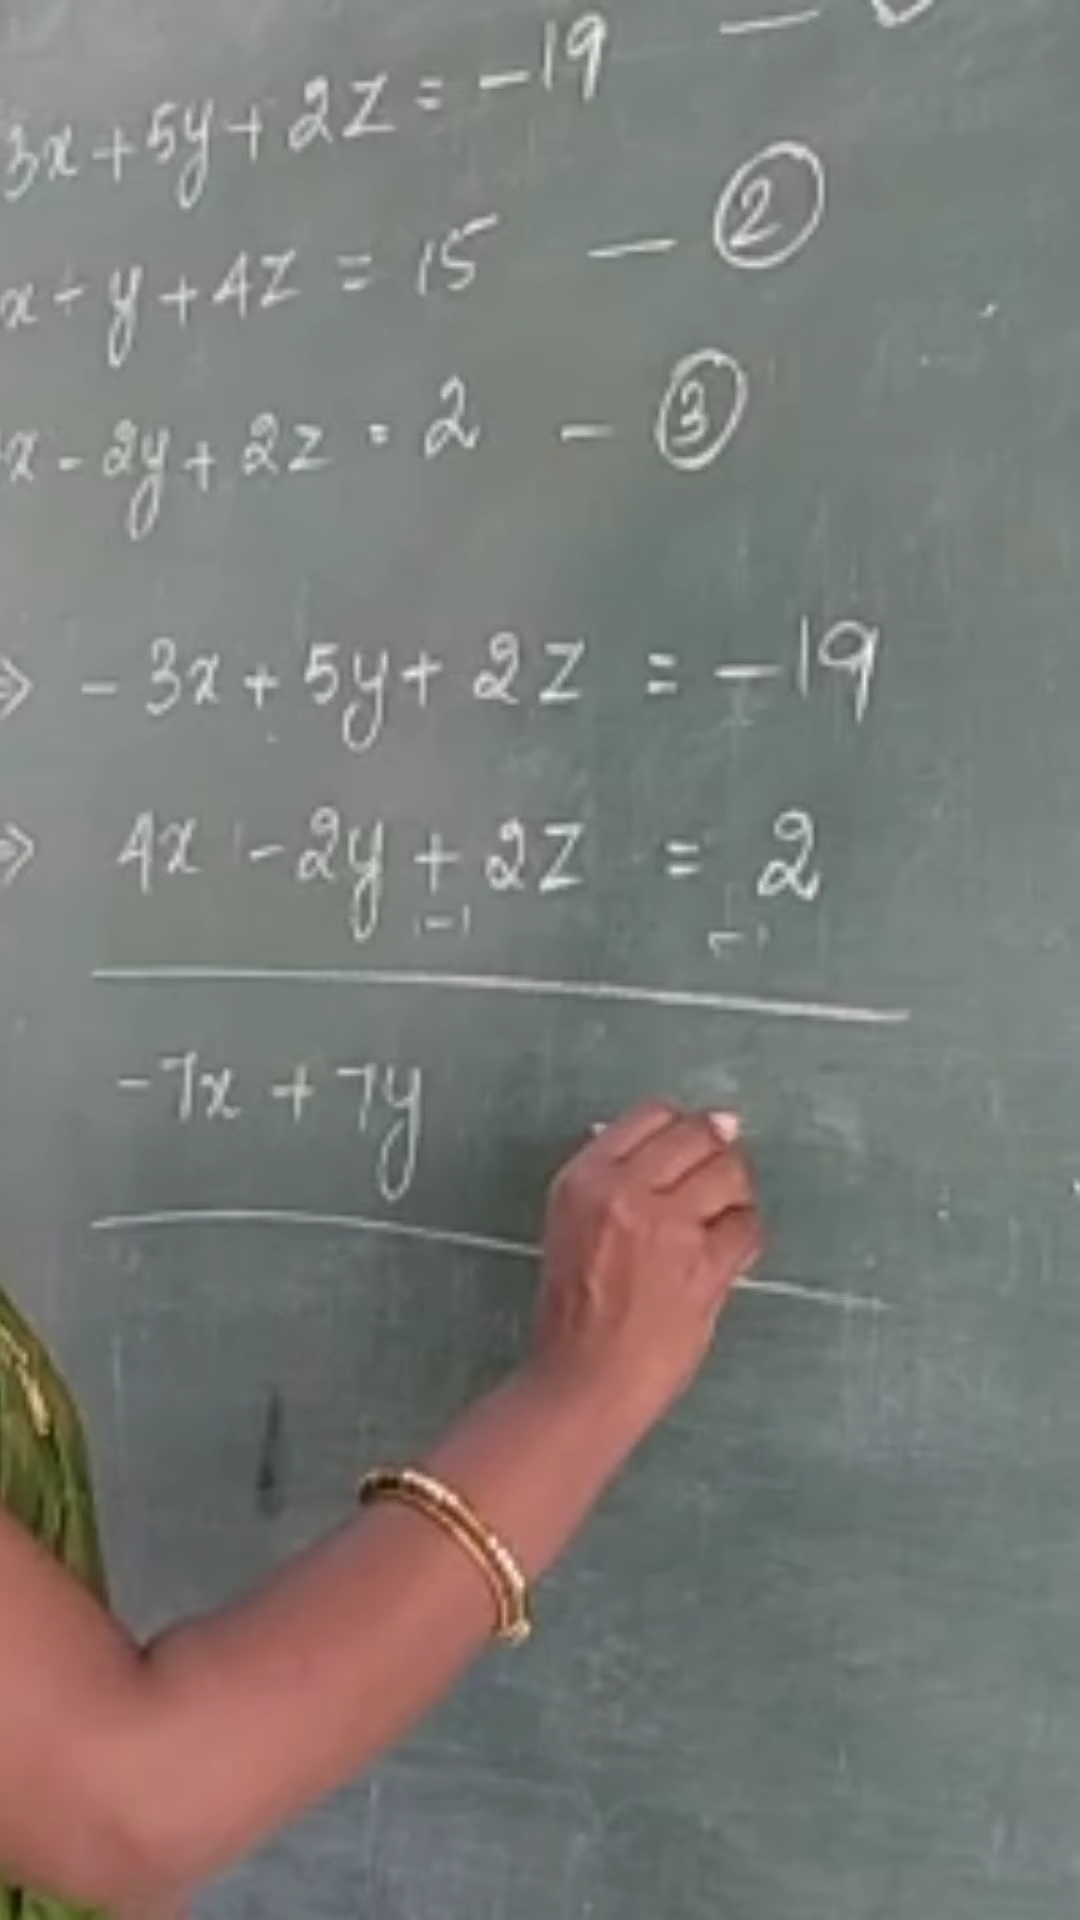 3x+5y+2z = -19 —
x - y + 4z = 15 — ②
x - 2y + 2z = 2 - ③
⇒ - 3x + 5y + 2z = -19
⇒ 4x - 2y + 2z = 2
(-) (-)
-7x + 7y